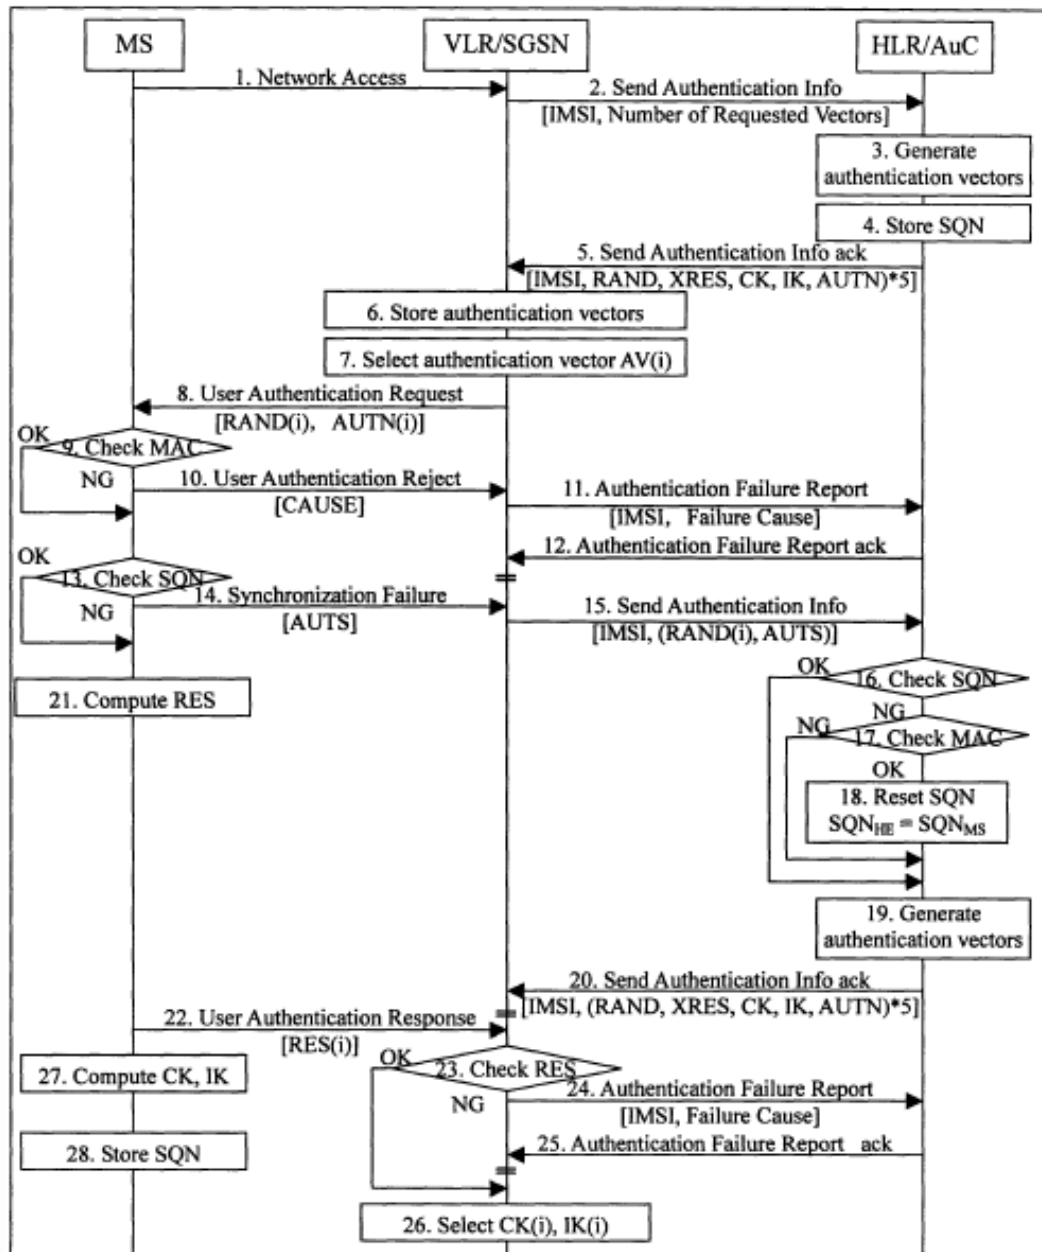 MS
VLR/SGSN
HLR/AuC
1. Network Access
2. Send Authentication Info
[IMSI, Number of Requested Vectors]
3. Generate
authentication vectors
4. Store SQN
5. Send Authentication Info ack
[IMSI, RAND, XRES, CK, IK, AUTN)*5]
6. Store authentication vectors
7. Select authentication vector AV(i)
8. User Authentication Request
[RAND(i), AUTN(i)]
OK
9. Check MAC
NG
10. User Authentication Reject
[CAUSE]
11. Authentication Failure Report
[IMSI, Failure Cause]
12. Authentication Failure Report ack
OK
13. Check SQN
NG
14. Synchronization Failure
[AUTS]
15. Send Authentication Info
[IMSI, (RAND(i), AUTS)]
OK
16. Check SQN
NG
NG
17. Check MAC
OK
21. Compute RES
18. Reset SQN
SQNHE = SQNMS
19. Generate
authentication vectors
20. Send Authentication Info ack
[IMSI, (RAND, XRES, CK, IK, AUTN)*5]
22. User Authentication Response
[RES(i)]
OK
23. Check RES
NG
27. Compute CK, IK
24. Authentication Failure Report
[IMSI, Failure Cause]
25. Authentication Failure Report ack
28. Store SQN
26. Select CK(i), IK(i)